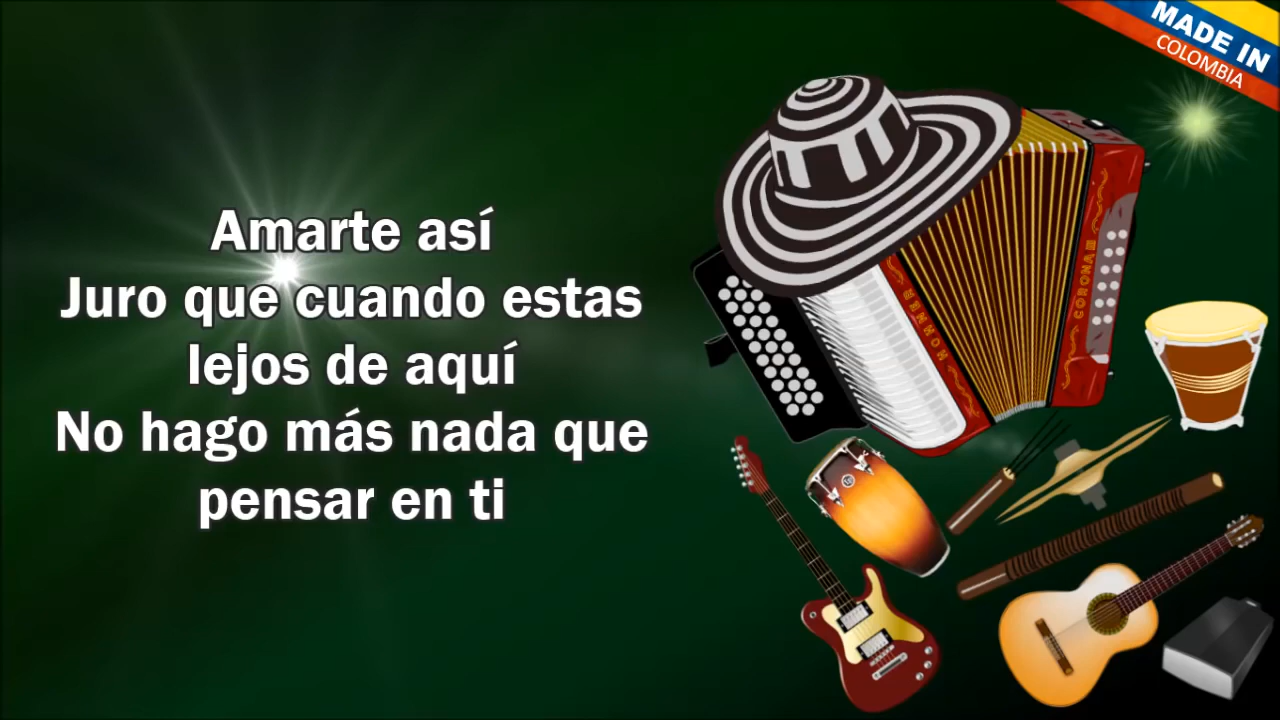 MADE IN
COLOMBIA
Amarte así
Juro que cuando estas
lejos de aquí
No hago más nada que
pensar en ti
HOHNER
CORONA III